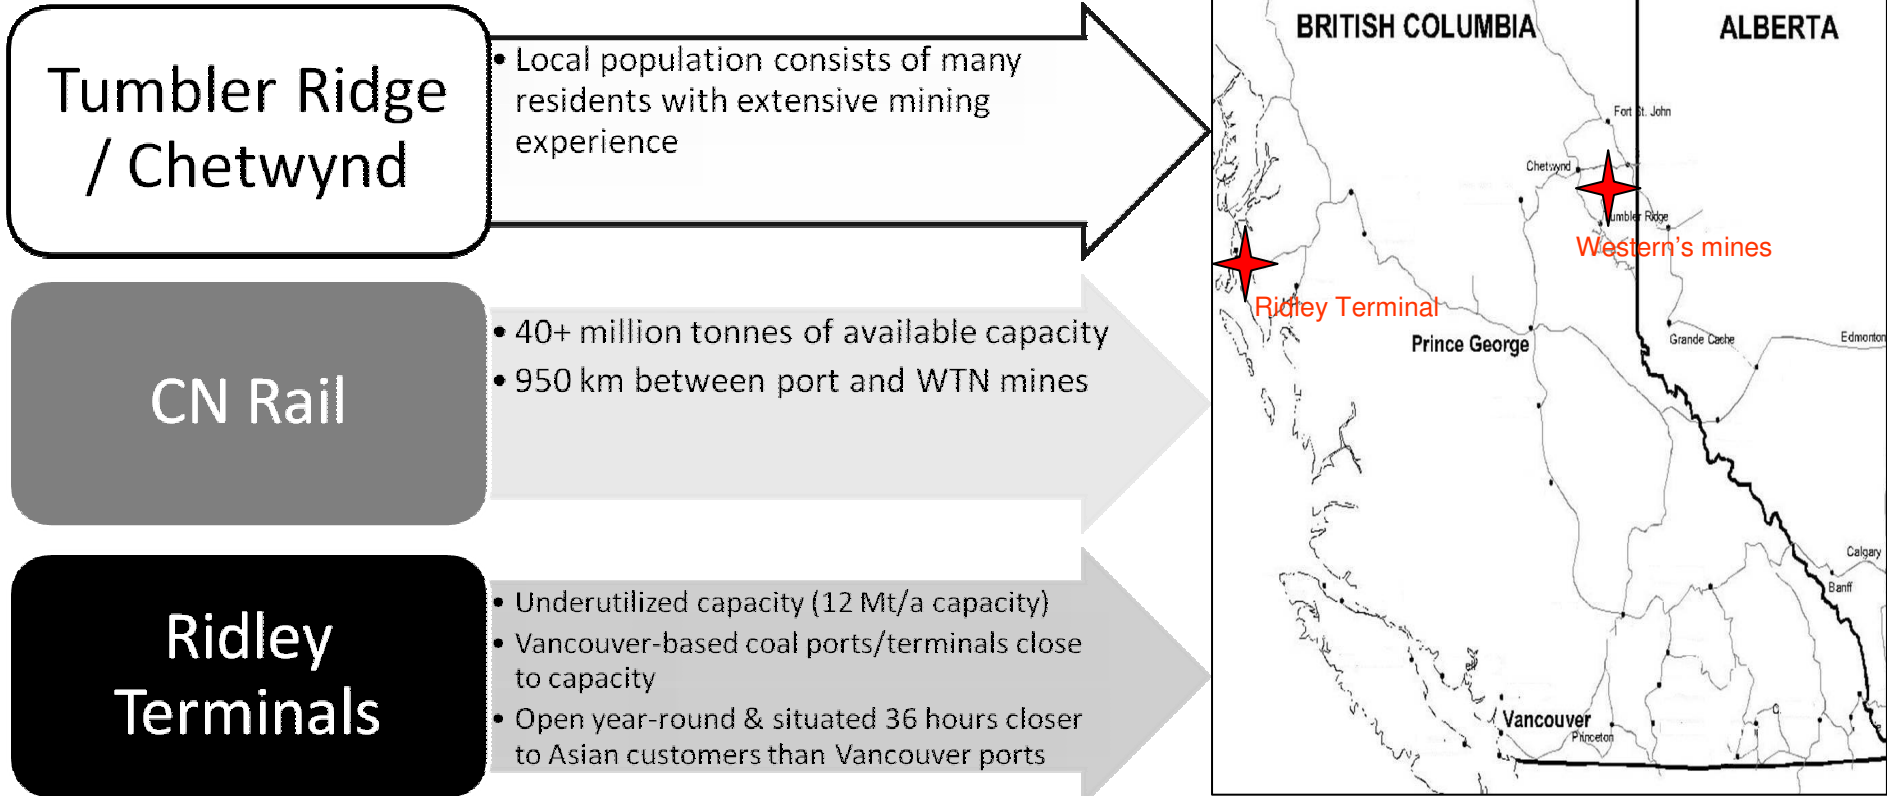 Tumbler Ridge
/ Chetwynd
• Local population consists of many
residents with extensive mining
experience
CN Rail
• 40+ million tonnes of available capacity
• 950 km between port and WTN mines
Ridley
Terminals
• Underutilized capacity (12 Mt/a capacity)
• Vancouver-based coal ports/terminals close
to capacity
• Open year-round & situated 36 hours closer
to Asian customers than Vancouver ports
BRITISH COLUMBIA
ALBERTA
Fort St. John
Chetwynd
Tumbler Ridge
Western's mines
Ridley Terminal
Prince George
Grande Cache
Edmonton
Calgary
Banff
Vancouver
Princeton